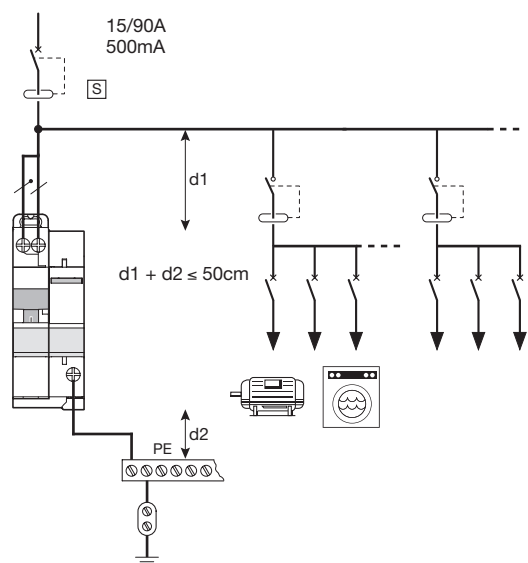 15/90A
500mA
S
d1
d1 + d2 ≤ 50cm
d2
PE